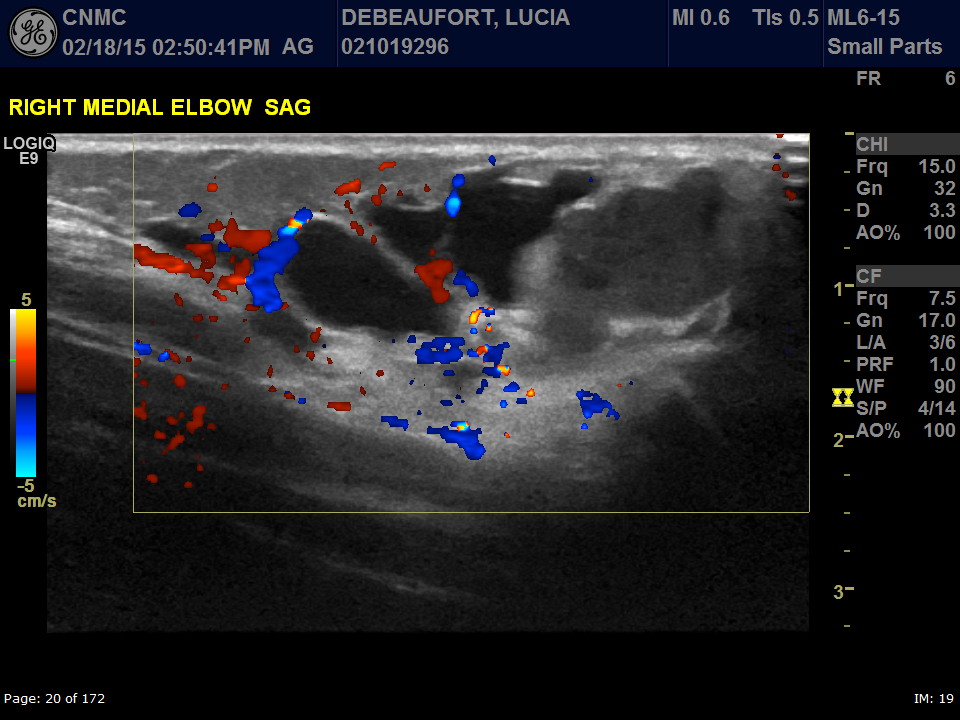 GE
CNMC
02/18/15 02:50:41PM AG
DEBEAUFORT, LUCIA
021019296
MI 0.6 TIs 0.5
ML6-15
Small Parts
FR 6
RIGHT MEDIAL ELBOW SAG
LOGIQ
E9
CHI
Frq 15.0
Gn 32
D 3.3
AO% 100
CF
Frq 7.5
Gn 17.0
L/A 3/6
PRF 1.0
WF 90
S/P 4/14
AO% 100
5
-5
cm/s
1
2
3
Page: 20 of 172
IM: 19